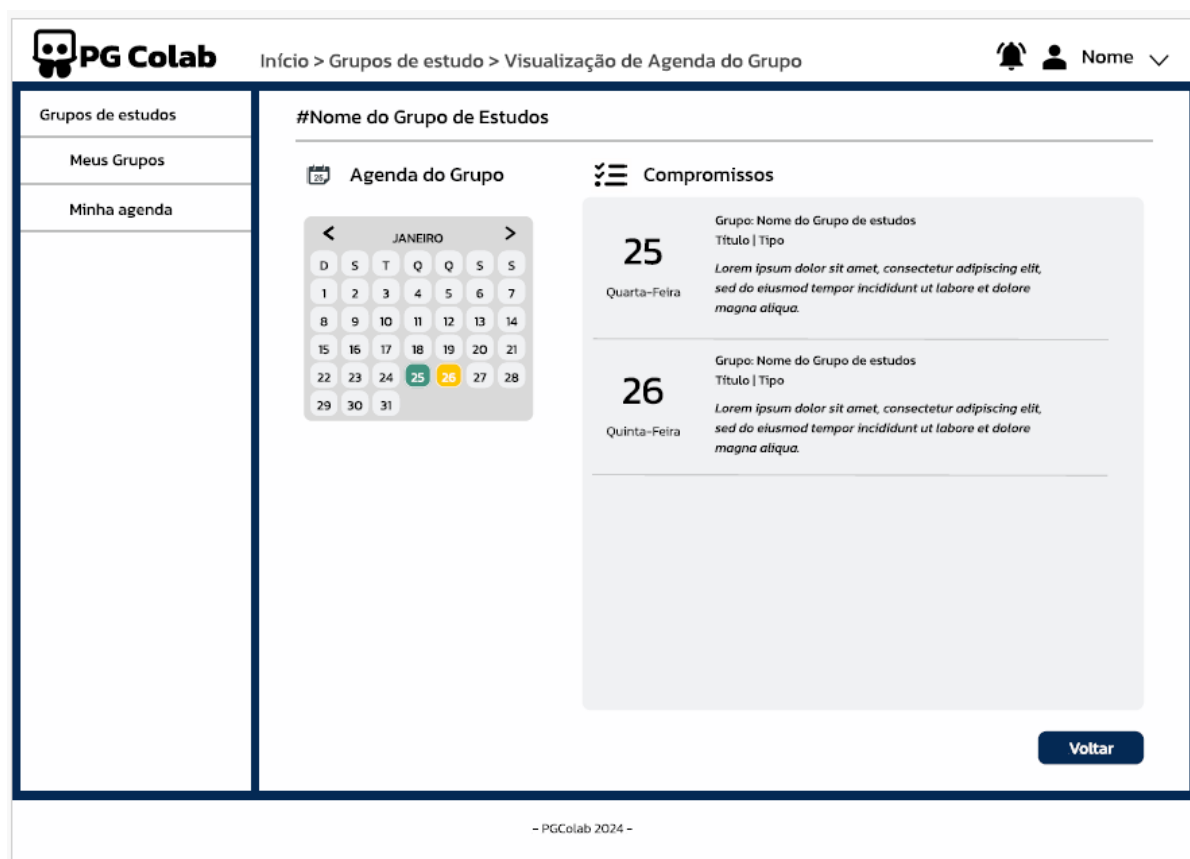 PG Colab
Início > Grupos de estudo > Visualização de Agenda do Grupo
Nome
Grupos de estudos
Meus Grupos
Minha agenda
#Nome do Grupo de Estudos
25
Agenda do Grupo
< JANEIRO >
D S T Q Q S S
1 2 3 4 5 6 7
8 9 10 11 12 13 14
15 16 17 18 19 20 21
22 23 24 25 26 27 28
29 30 31
Compromissos
25
Quarta-Feira
Grupo: Nome do Grupo de estudos
Título | Tipo
Lorem ipsum dolor sit amet, consectetur adipiscing elit,
sed do eiusmod tempor incididunt ut labore et dolore
magna aliqua.
26
Quinta-Feira
Grupo: Nome do Grupo de estudos
Título | Tipo
Lorem ipsum dolor sit amet, consectetur adipiscing elit,
sed do eiusmod tempor incididunt ut labore et dolore
magna aliqua.
Voltar
- PGColab 2024 -